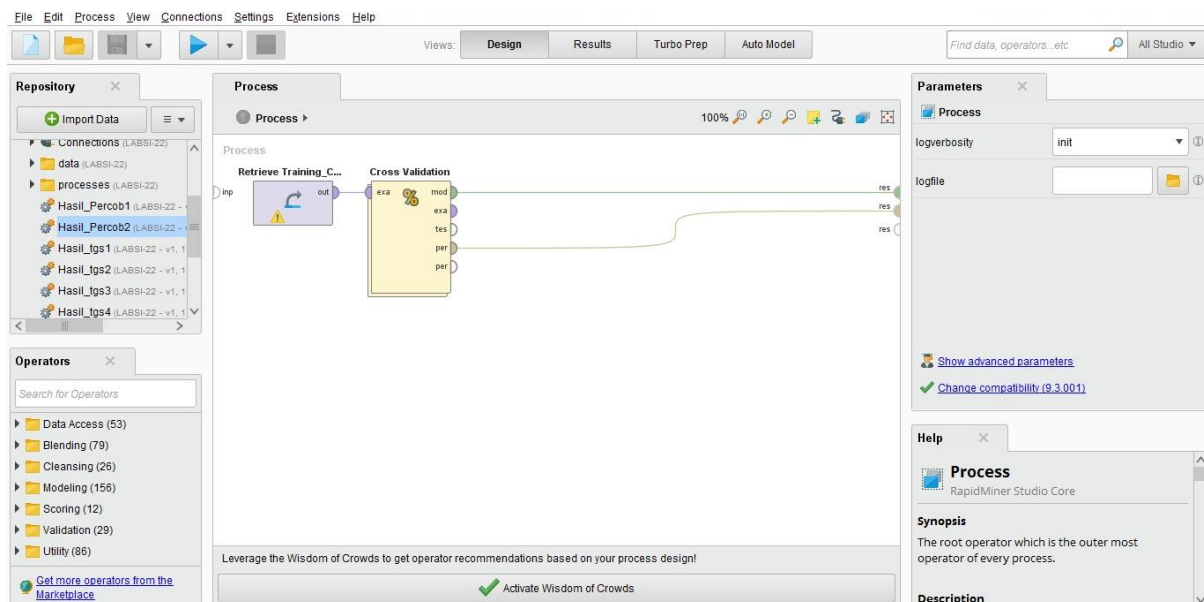 File Edit Process View Connections Settings Extensions Help
Views: Design Results Turbo Prep Auto Model
Find data, operators...etc
All Studio
Repository
Import Data
Connections (LABSI-22)
data (LABSI-22)
processes (LABSI-22)
Hasil_Percob1 (LABSI-22 -
Hasil_Percob2 (LABSI-22 -
Hasil_tgs1 (LABSI-22 - v1, 1
Hasil_tgs2 (LABSI-22 - v1, 1
Hasil_tgs3 (LABSI-22 - v1, 1
Hasil_tgs4 (LABSI-22 - v1, 1
Operators
Search for Operators
Data Access (53)
Blending (79)
Cleansing (26)
Modeling (156)
Scoring (12)
Validation (29)
Utility (86)
Get more operators from the
Marketplace
Process
Process
100%
Process
Retrieve Training_C...
Cross Validation
inp
out
exa
%
mod
exa
tes
per
per
res
res
res
Leverage the Wisdom of Crowds to get operator recommendations based on your process design!
Activate Wisdom of Crowds
Parameters
Process
logverbosity
init
logfile
Show advanced parameters
Change compatibility (9.3.001)
Help
Process
RapidMiner Studio Core
Synopsis
The root operator which is the outer most
operator of every process.
Description